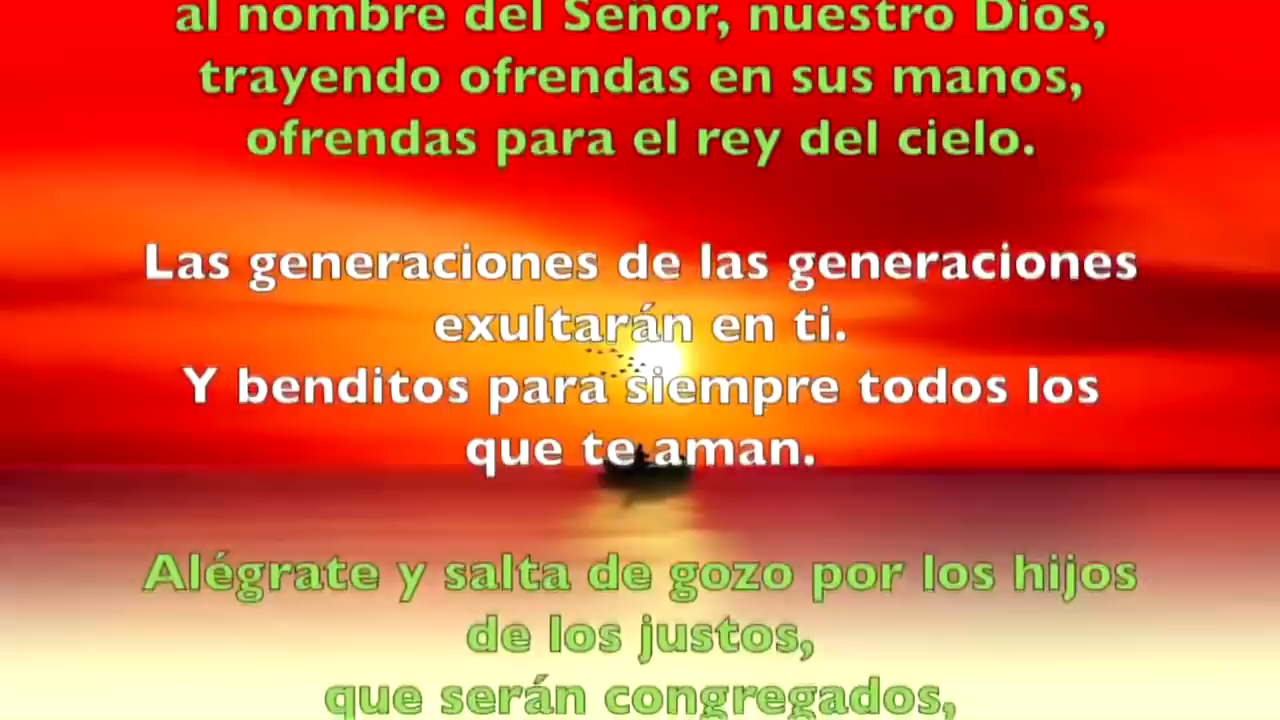 al nombre del Señor, nuestro Dios,
trayendo ofrendas en sus manos,
ofrendas para el rey del cielo.
Las generaciones de las generaciones
exultarán en ti.
Y benditos para siempre todos los
que te aman.
Alégrate y salta de gozo por los hijos
de los justos,
que serán congregados,